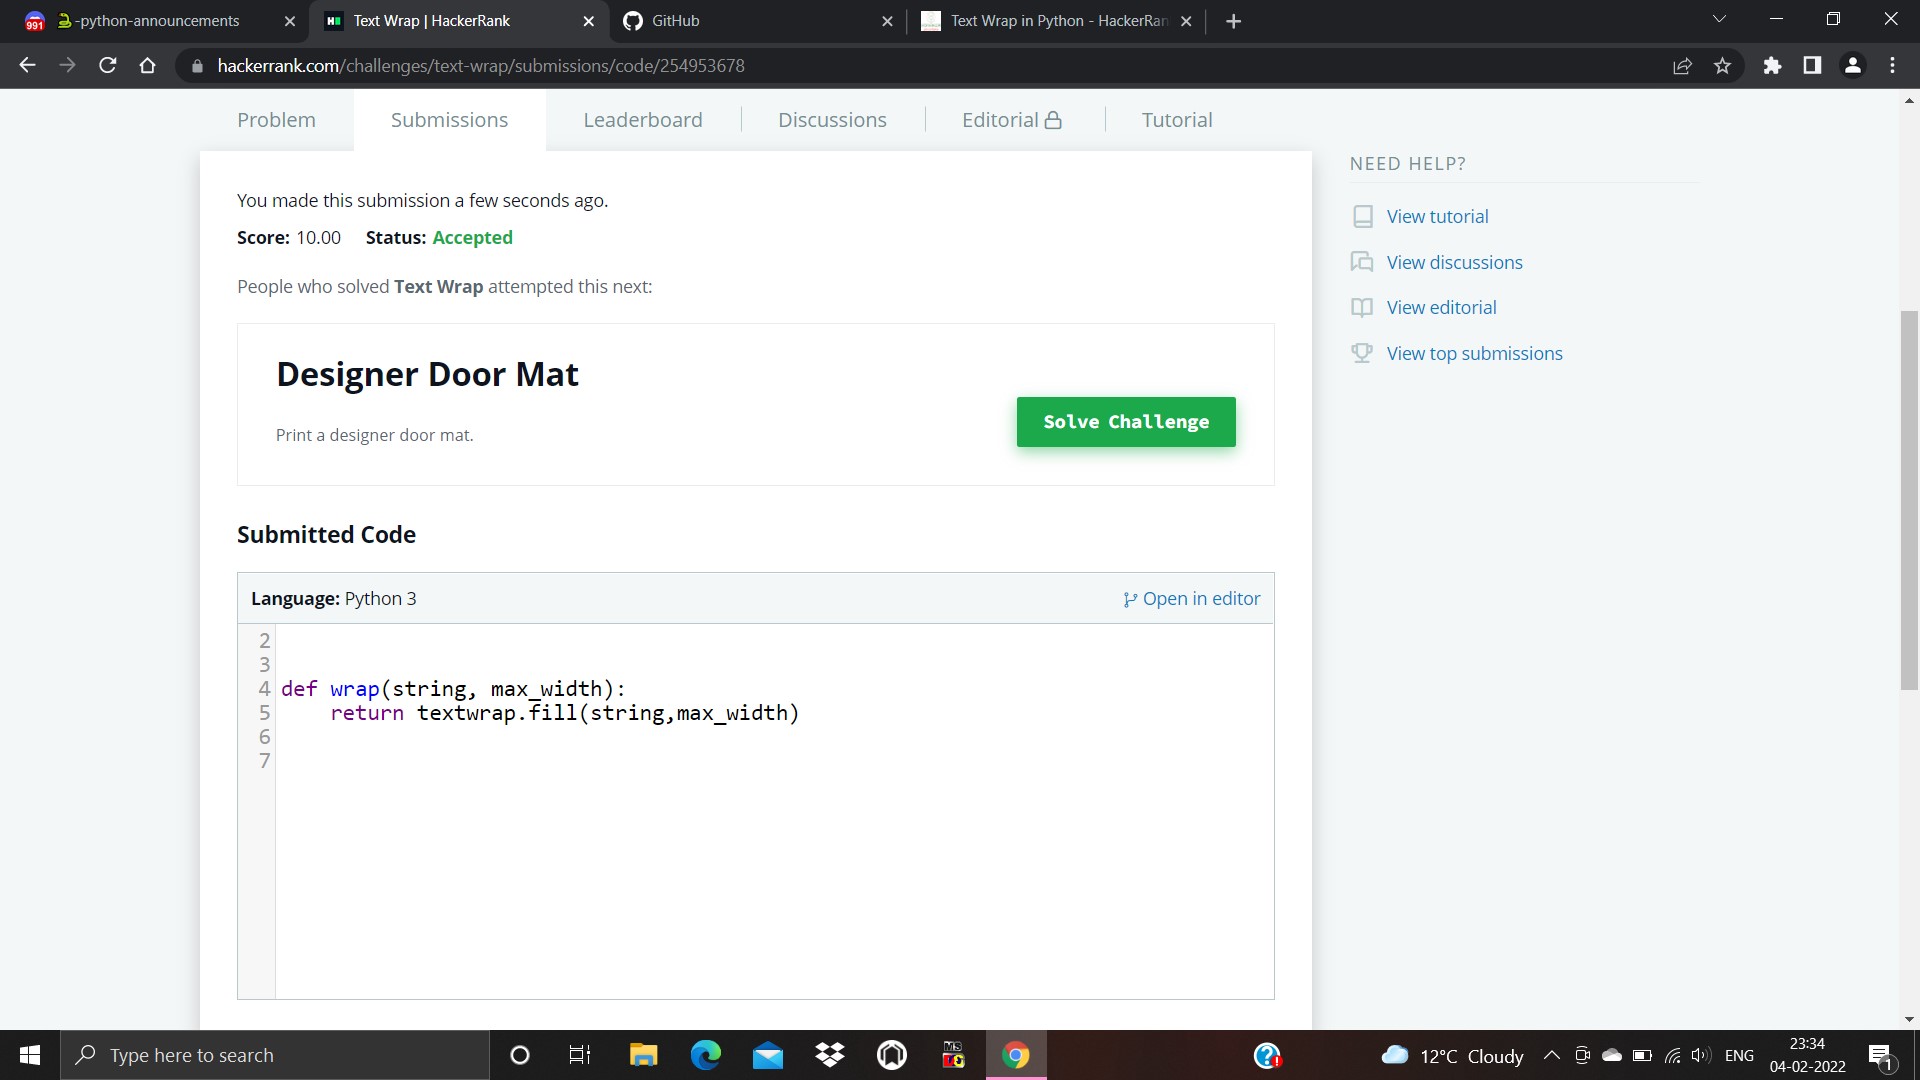 -python-announcements
Text Wrap | HackerRank
GitHub
Text Wrap in Python - HackerRan
hackerrank.com/challenges/text-wrap/submissions/code/254953678
Problem
Submissions
Leaderboard
Discussions
Editorial
Tutorial
You made this submission a few seconds ago.
Score: 10.00 Status: Accepted
People who solved Text Wrap attempted this next:
Designer Door Mat
Print a designer door mat.
Solve Challenge
NEED HELP?
View tutorial
View discussions
View editorial
View top submissions
Submitted Code
Language: Python 3
Open in editor
2
3
4 def wrap(string, max_width):
5     return textwrap.fill(string,max_width)
6
7
Type here to search
12°C Cloudy
ENG
23:34
04-02-2022
1
991